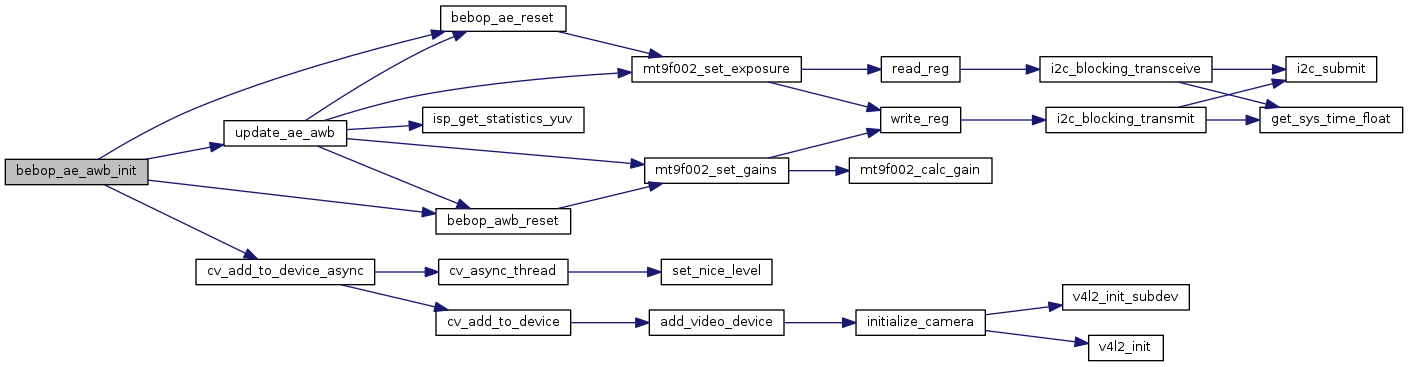 bebop_ae_reset
mt9f002_set_exposure
read_reg
i2c_blocking_transceive
i2c_submit
update_ae_awb
isp_get_statistics_yuv
write_reg
i2c_blocking_transmit
get_sys_time_float
bebop_ae_awb_init
mt9f002_set_gains
mt9f002_calc_gain
bebop_awb_reset
cv_add_to_device_async
cv_async_thread
set_nice_level
v4l2_init_subdev
cv_add_to_device
add_video_device
initialize_camera
v4l2_init